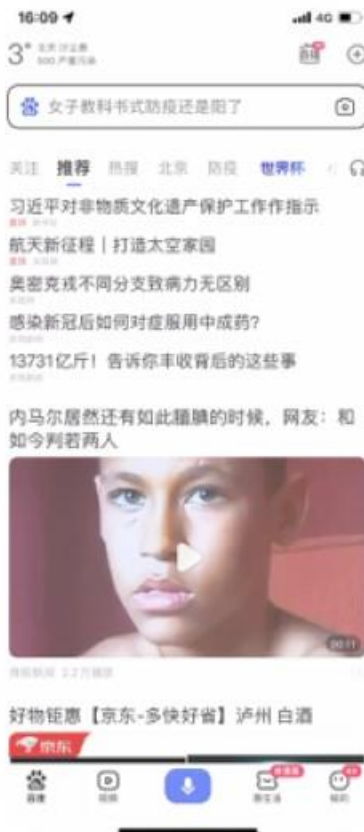 16:09
4G
3°
500 严重污染
女子教科书式防疫还是阳了
关注 推荐 热搜 北京 防疫 世界杯
习近平对非物质文化遗产保护工作作指示
航天新征程 | 打造太空家园
奥密克戎不同分支致病力无区别
感染新冠后如何对症服用中成药?
13731亿斤! 告诉你丰收背后的这些事
内马尔居然还有如此腼腆的时候, 网友: 和
如今判若两人
00:11
好物钜惠【京东-多快好省】泸州 白酒
京东
百度 视频